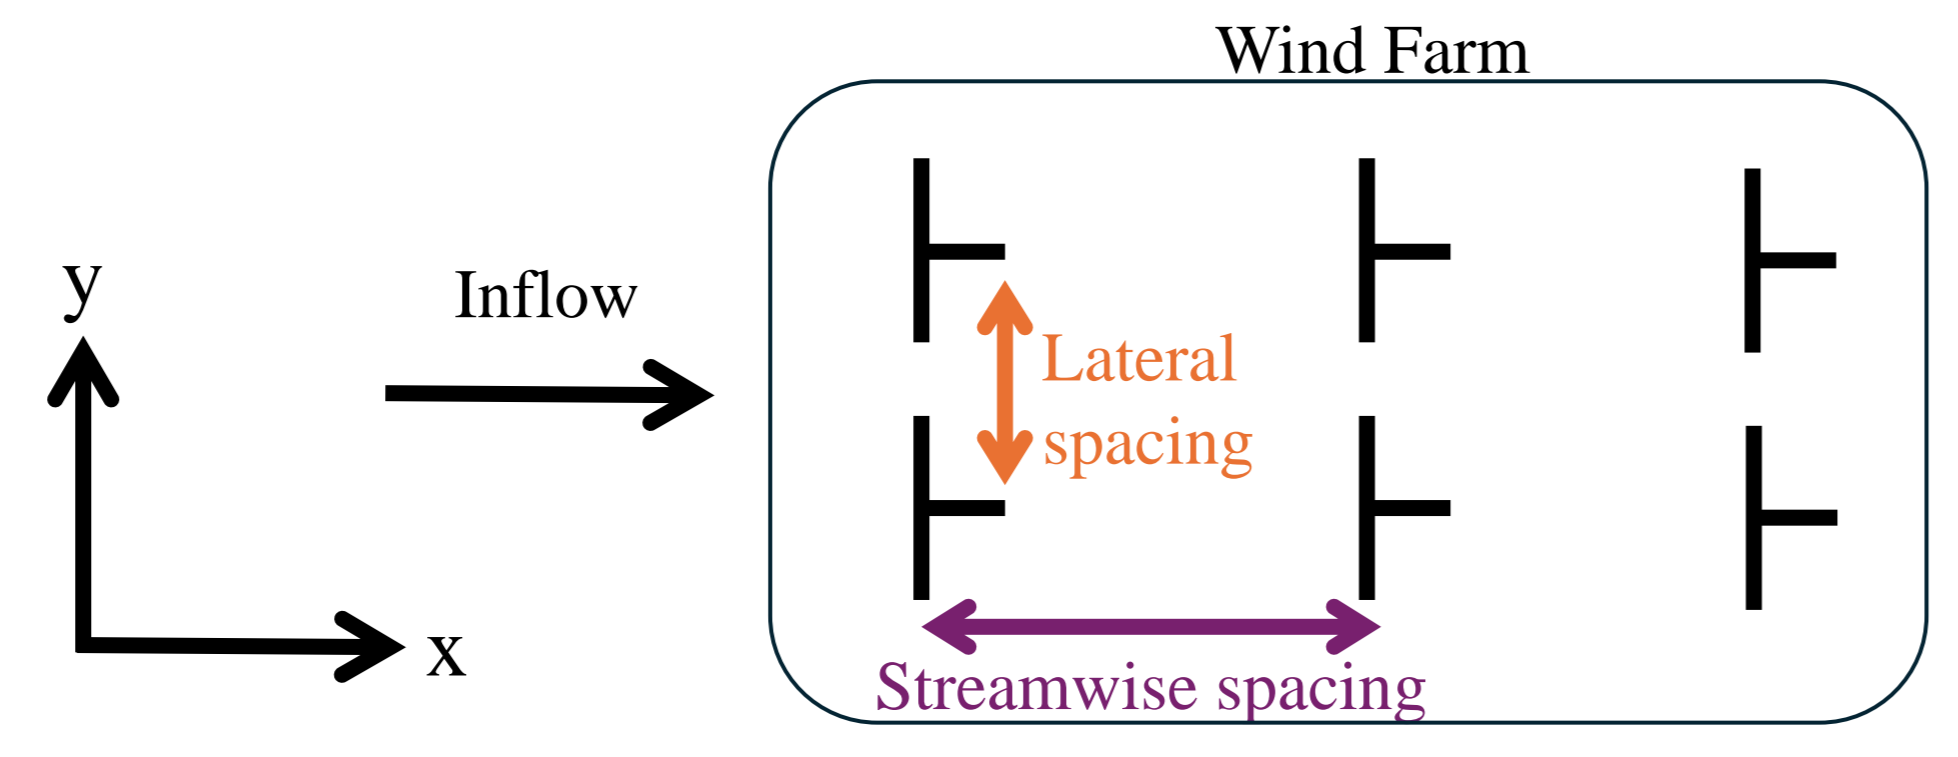 Wind Farm
y
Inflow
Lateral
spacing
x
Streamwise spacing